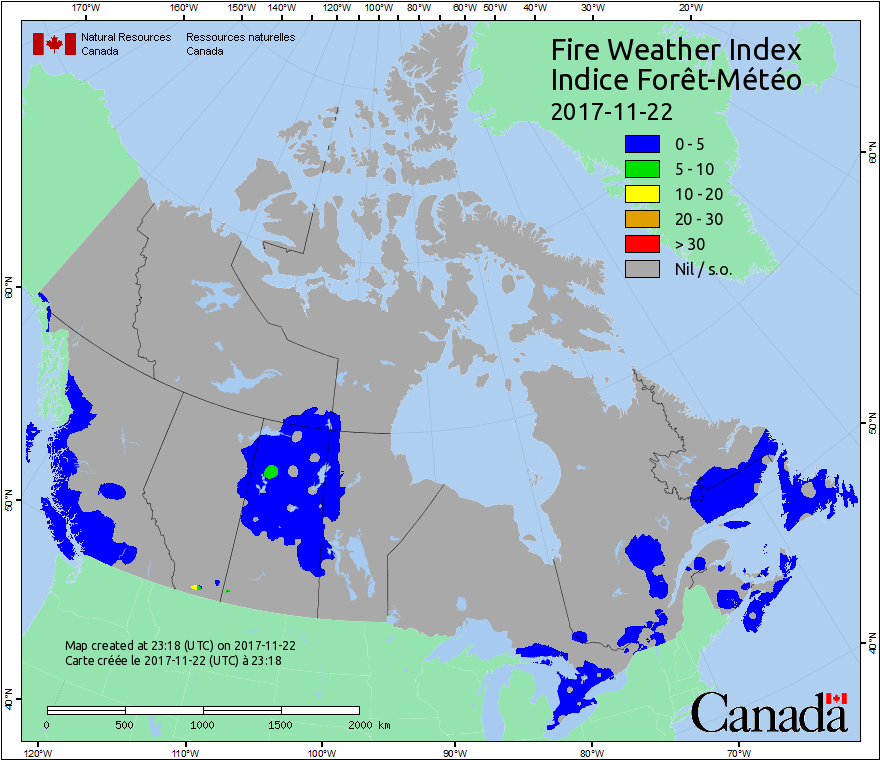 170°W 160°W 150°W 140°W 130°W 120°W 110°W 100°W 90°W 80°W 70°W 60°W 50°W 40°W 30°W 20°W
Natural Resources Ressources naturelles
Canada Canada
Fire Weather Index
Indice Forêt-Météo
2017-11-22
0 - 5
5 - 10
10 - 20
20 - 30
> 30
Nil / s.o.
60°N
60°N
50°N
50°N
40°N
40°N
Map created at 23:18 (UTC) on 2017-11-22
Carte créée le 2017-11-22 (UTC) à 23:18
0 500 1000 1500 2000 km
Canada
120°W 110°W 100°W 90°W 80°W 70°W